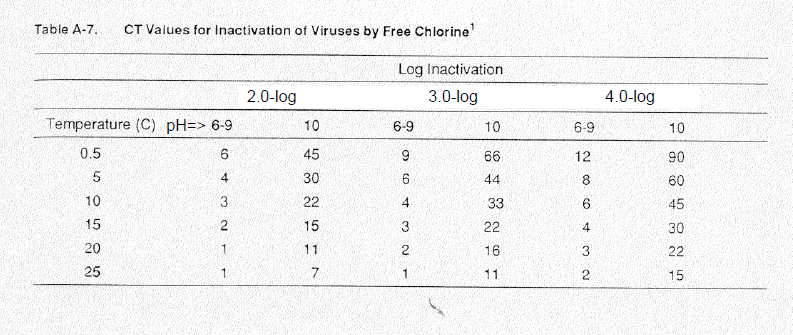 Table A-7. CT Values for Inactivation of Viruses by Free Chlorine1
Log Inactivation
2.0-log 3.0-log 4.0-log
Temperature (C) pH=> 6-9 10 6-9 10 6-9 10
0.5 6 45 9 66 12 90
5 4 30 6 44 8 60
10 3 22 4 33 6 45
15 2 15 3 22 4 30
20 1 11 2 16 3 22
25 1 7 1 11 2 15